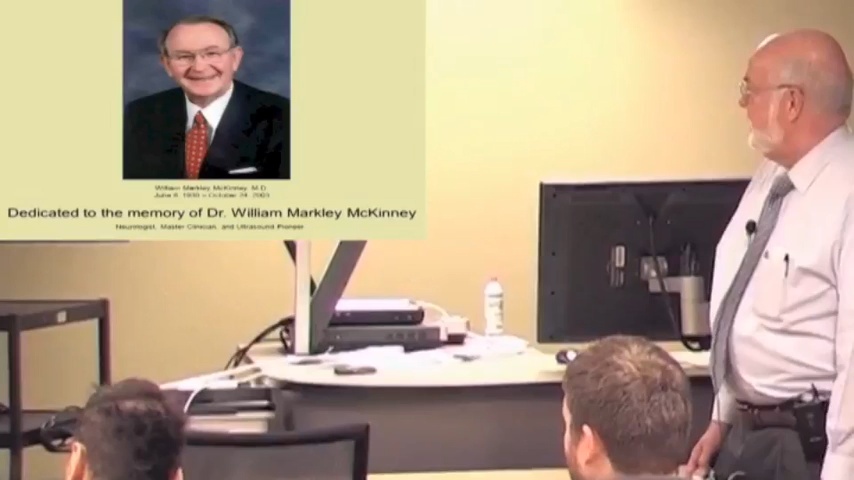 William Markley McKinney, M.D.
Dedicated to the memory of Dr. William Markley McKinney
Neurologist, Master Clinician, and Ultrasound Pioneer